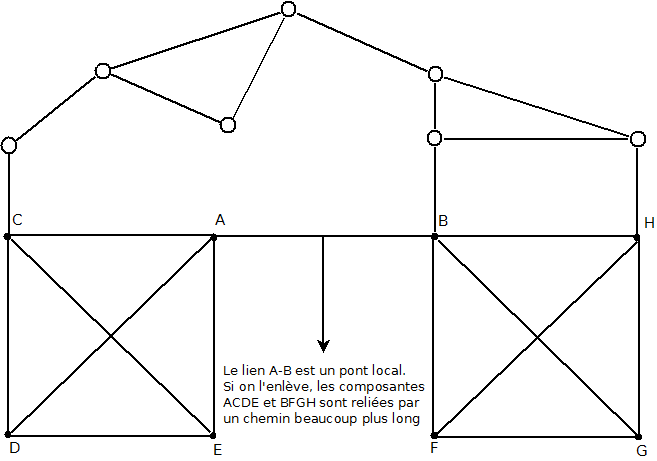 C
A
B
H
Le lien A-B est un pont local.
Si on l'enlève, les composantes
ACDE et BFGH sont reliées par
un chemin beaucoup plus long
D
E
F
G